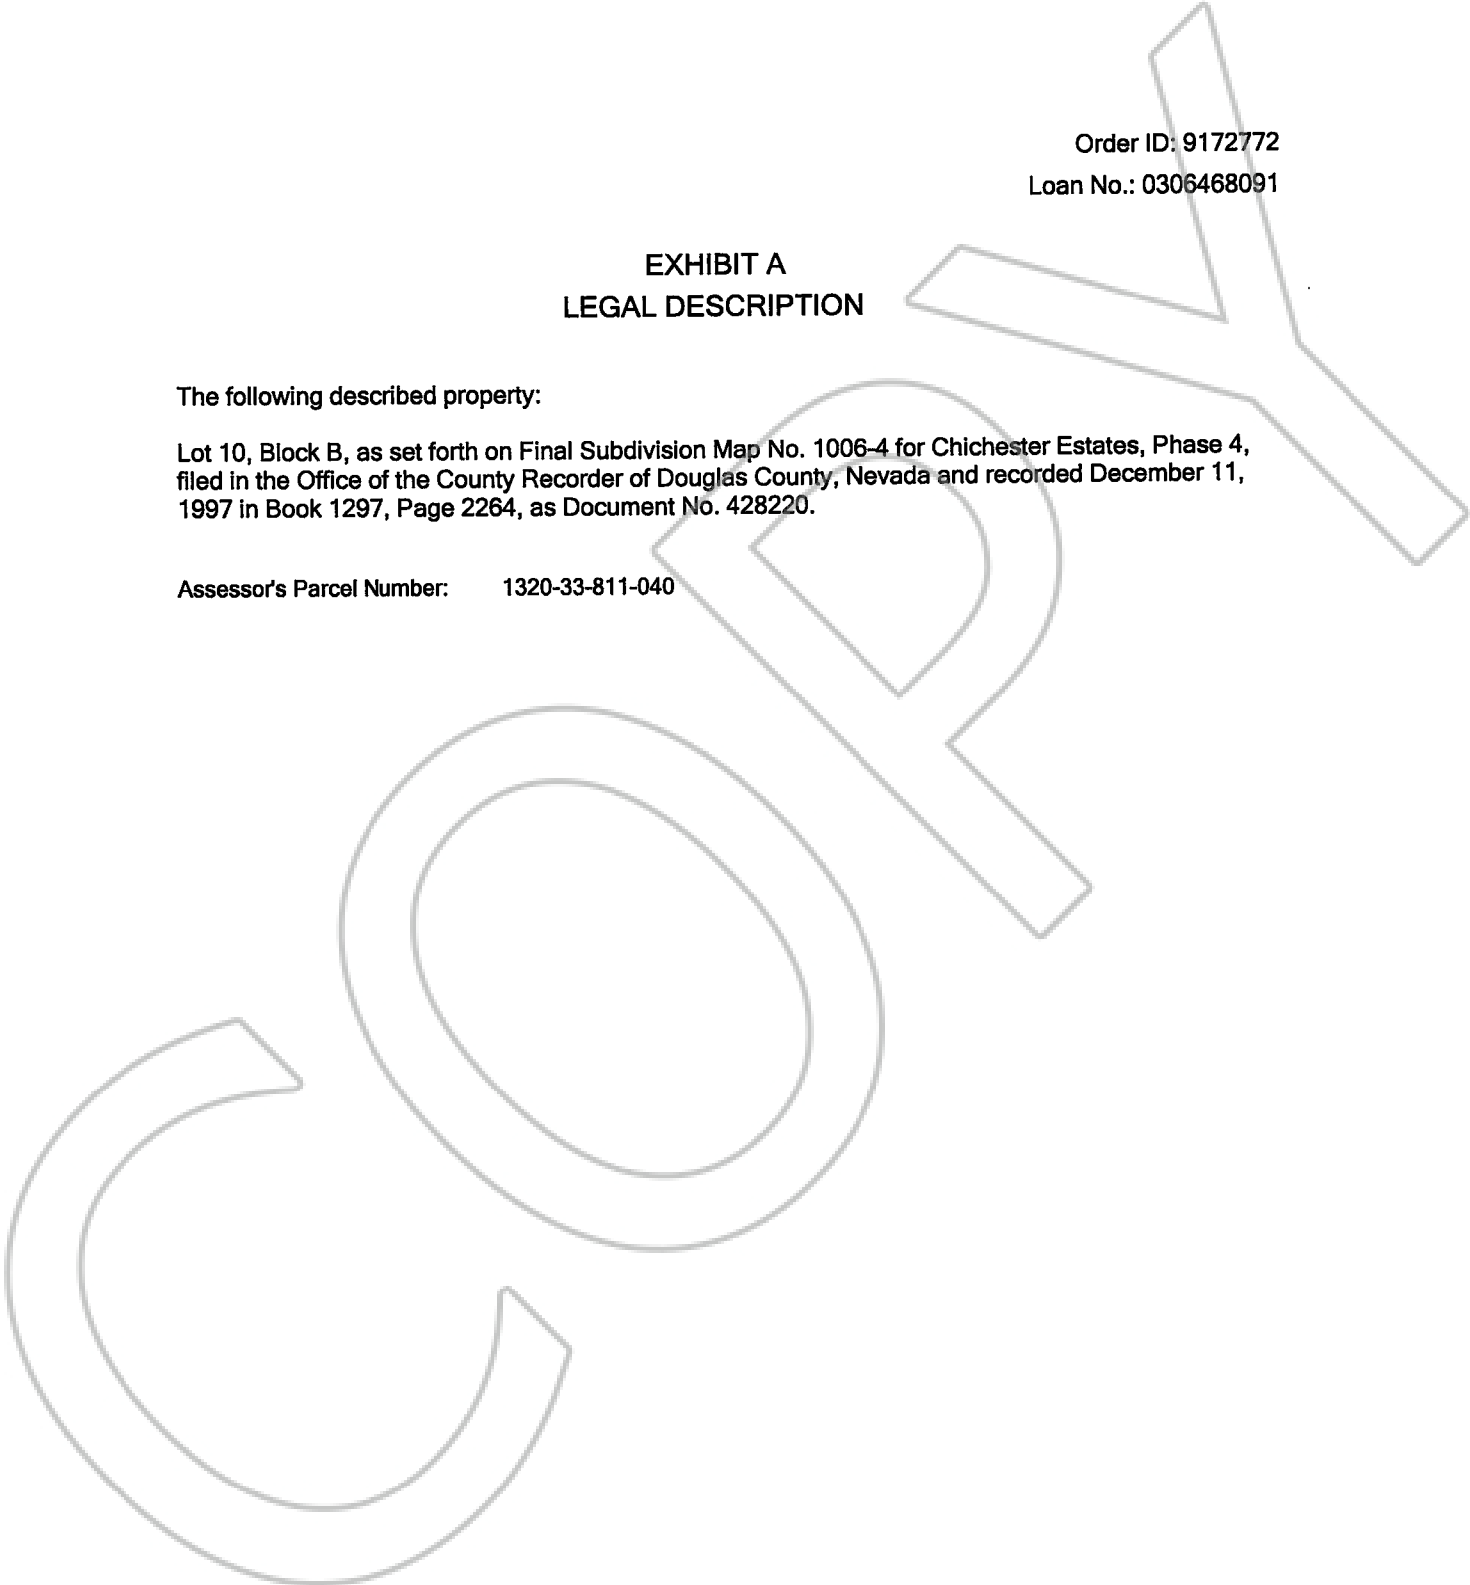 Order ID: 9172772
Loan No.: 0306468091
EXHIBIT A
LEGAL DESCRIPTION
The following described property:
Lot 10, Block B, as set forth on Final Subdivision Map No. 1006-4 for Chichester Estates, Phase 4,
filed in the Office of the County Recorder of Douglas County, Nevada and recorded December 11,
1997 in Book 1297, Page 2264, as Document No. 428220.
Assessor's Parcel Number: 1320-33-811-040
COPY